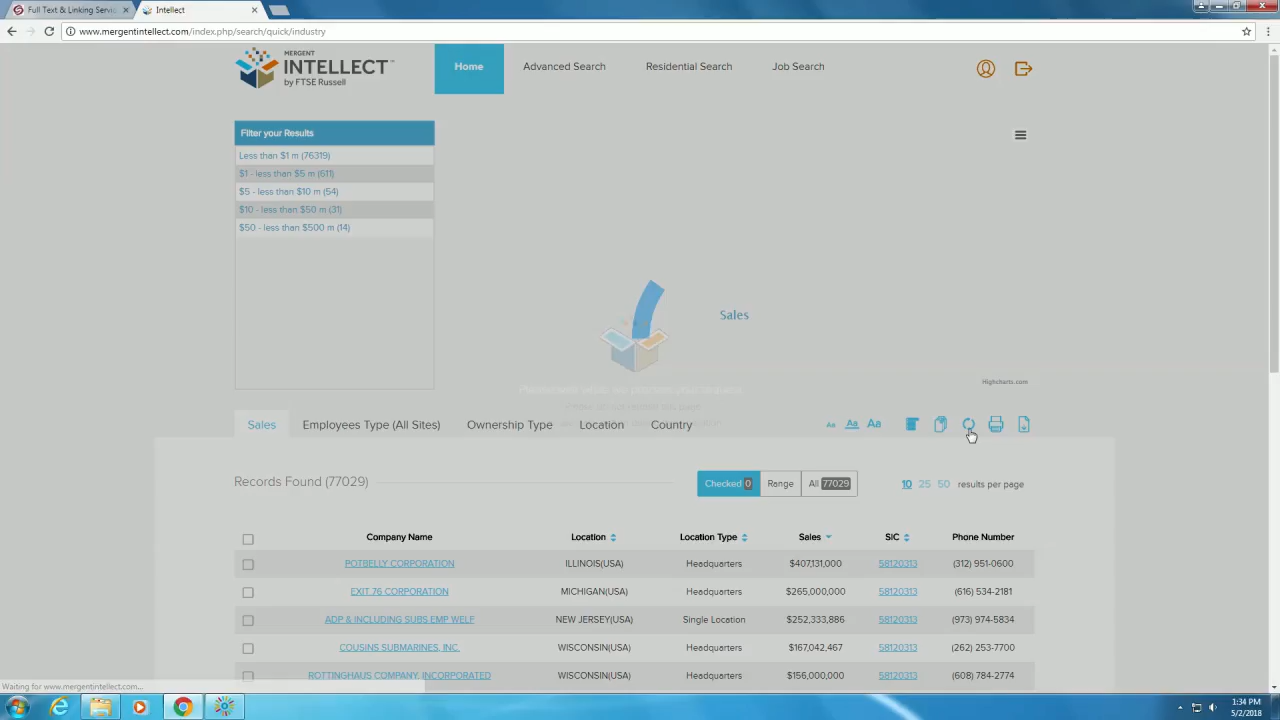 Full Text & Linking Servic
Intellect
www.mergentintellect.com/index.php/search/quick/industry
MERGENT
INTELLECT™
by FTSE Russell
Home
Advanced Search
Residential Search
Job Search
Filter your Results
Less than $1 m (76319)
$1 - less than $5 m (611)
$5 - less than $10 m (54)
$10 - less than $50 m (31)
$50 - less than $500 m (14)
Sales
Highcharts.com
Sales Employees Type (All Sites) Ownership Type Location Country Aa Aa Aa
Records Found (77029) Checked 0 Range All 77029 10 25 50 results per page
Company Name Location Location Type Sales SIC Phone Number
POTBELLY CORPORATION ILLINOIS(USA) Headquarters $407,131,000 58120313 (312) 951-0600
EXIT 76 CORPORATION MICHIGAN(USA) Headquarters $265,000,000 58120313 (616) 534-2181
ADP & INCLUDING SUBS EMP WELF NEW JERSEY(USA) Single Location $252,333,886 58120313 (973) 974-5834
COUSINS SUBMARINES, INC. WISCONSIN(USA) Headquarters $167,042,467 58120313 (262) 253-7700
ROTTINGHAUS COMPANY, INCORPORATED WISCONSIN(USA) Headquarters $156,000,000 58120313 (608) 784-2774
Waiting for www.mergentintellect.com...
1:34 PM
5/2/2018